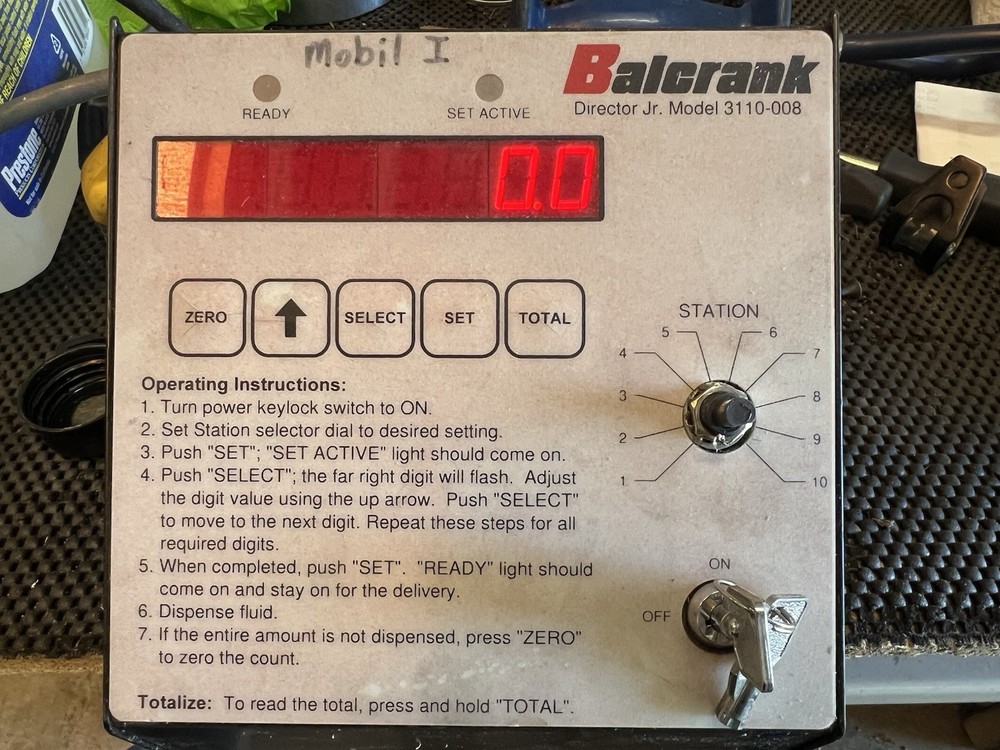 Mobil I
Balcrank
Director Jr. Model 3110-008
READY
SET ACTIVE
0.0
ZERO
SELECT
SET
TOTAL
STATION
5
6
4
7
3
8
2
9
1
10
Operating Instructions:
1. Turn power keylock switch to ON.
2. Set Station selector dial to desired setting.
3. Push "SET"; "SET ACTIVE" light should come on.
4. Push "SELECT"; the far right digit will flash. Adjust
the digit value using the up arrow. Push "SELECT"
to move to the next digit. Repeat these steps for all
required digits.
5. When completed, push "SET". "READY" light should
come on and stay on for the delivery.
6. Dispense fluid.
7. If the entire amount is not dispensed, press "ZERO"
to zero the count.
Totalize: To read the total, press and hold "TOTAL".
ON
OFF
Prestone